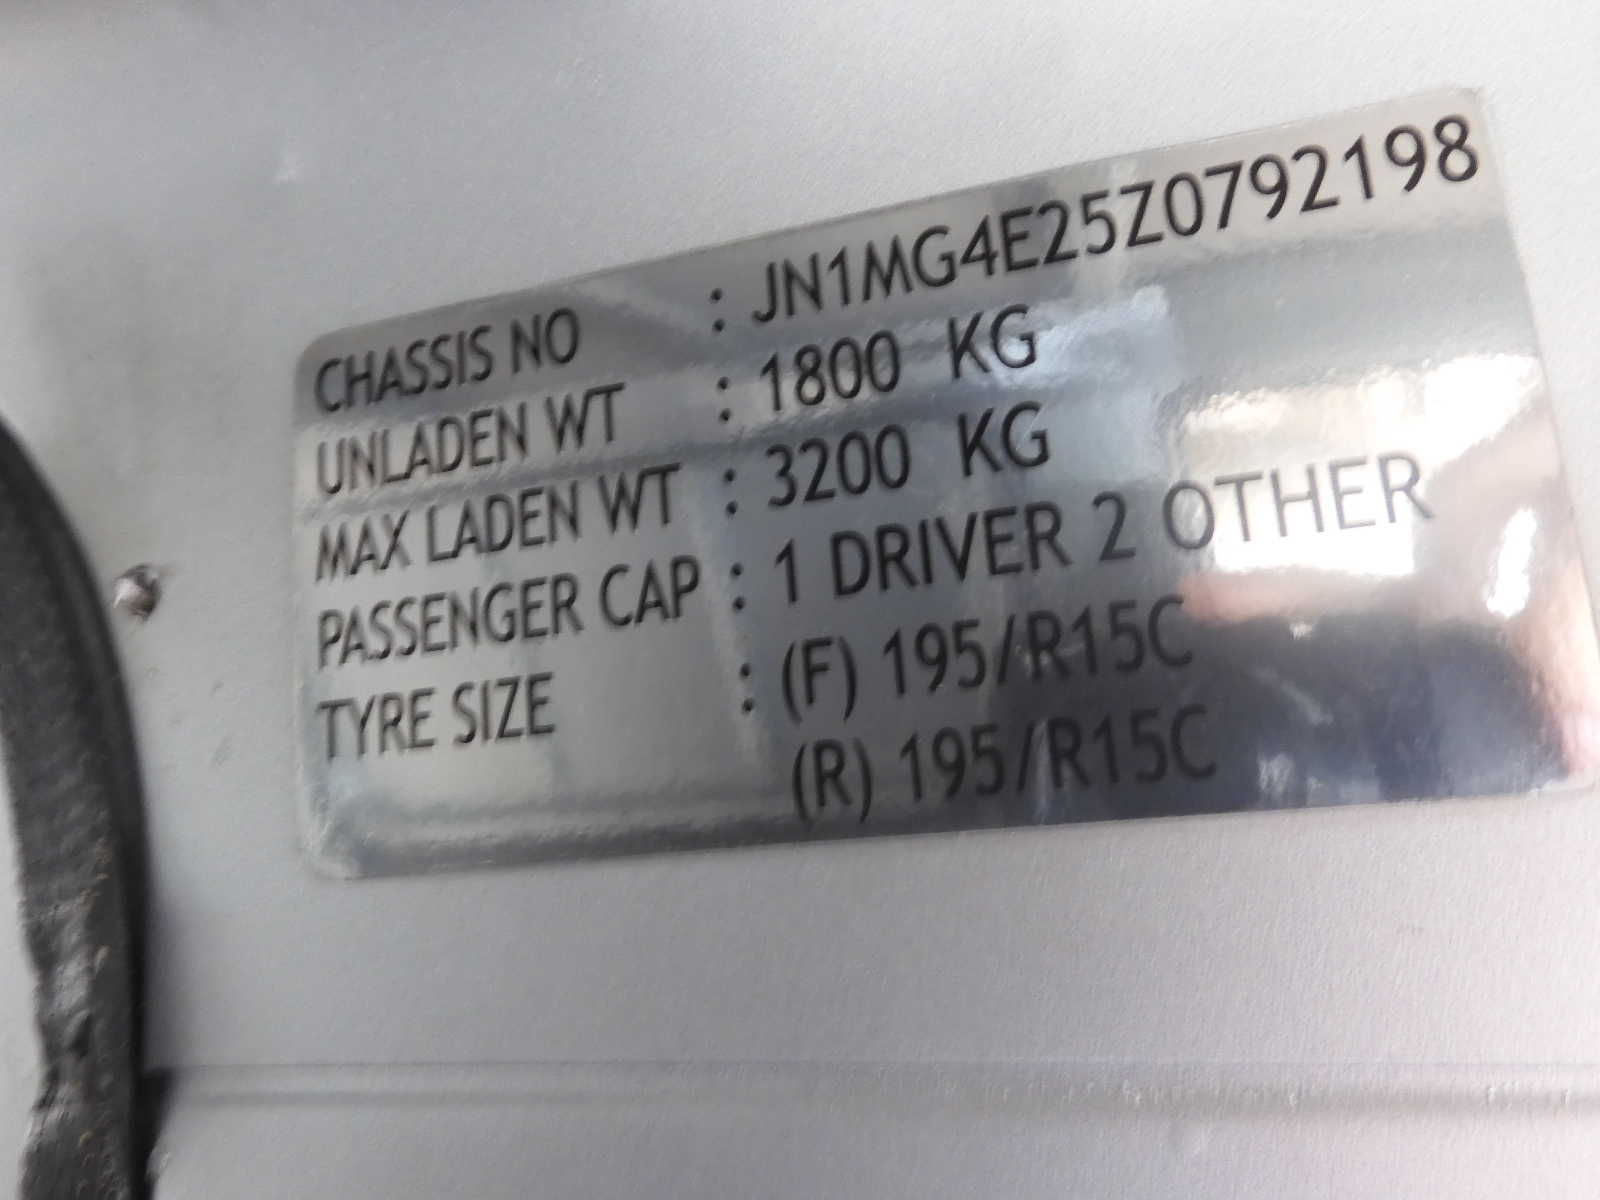 CHASSIS NO : JN1MG4E25Z0792198
UNLADEN WT : 1800 KG
MAX LADEN WT : 3200 KG
PASSENGER CAP : 1 DRIVER 2 OTHER
TYRE SIZE : (F) 195/R15C
(R) 195/R15C